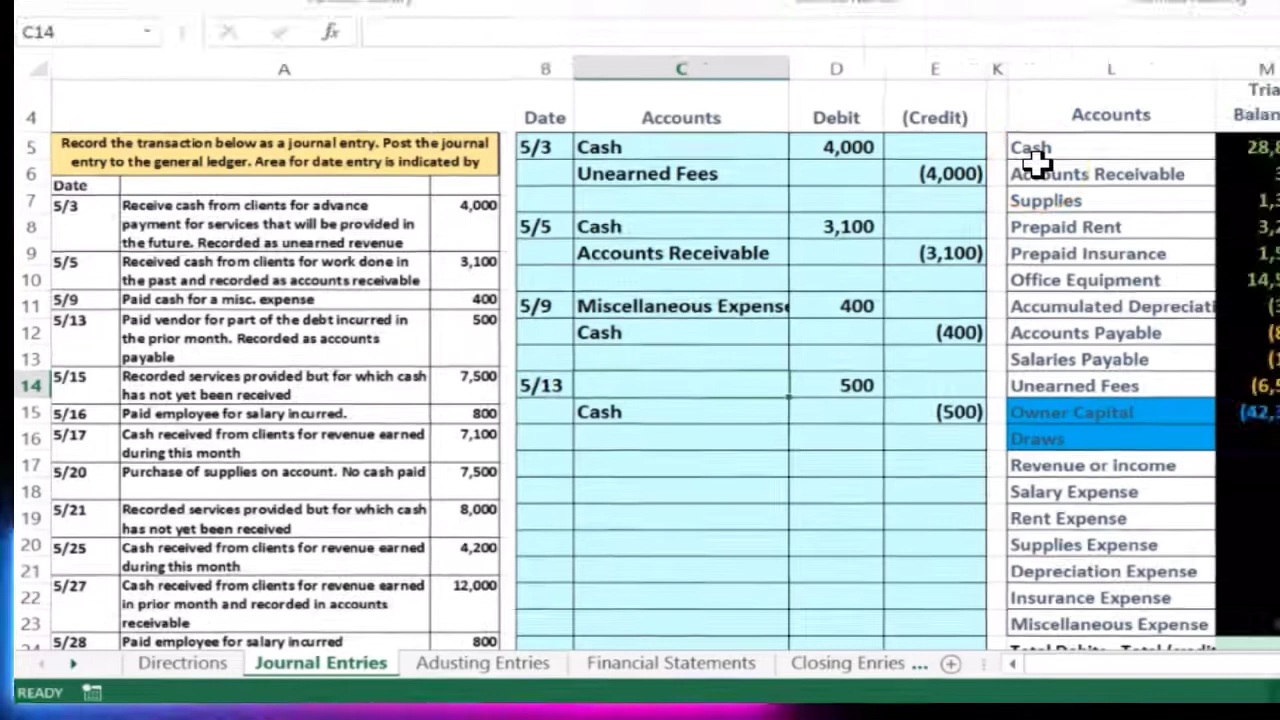 C14
fx
A B C D E K L M
4 Date Accounts Debit (Credit) Accounts
Record the transaction below as a journal entry. Post the journal
entry to the general ledger. Area for date entry is indicated by
Date
5/3 Receive cash from clients for advance 4,000
payment for services that will be provided in
the future. Recorded as unearned revenue
5/5 Received cash from clients for work done in 3,100
the past and recorded as accounts receivable
5/9 Paid cash for a misc. expense 400
5/13 Paid vendor for part of the debt incurred in 500
the prior month. Recorded as accounts
payable
5/15 Recorded services provided but for which cash 7,500
has not yet been received
5/16 Paid employee for salary incurred. 800
5/17 Cash received from clients for revenue earned 7,100
during this month
5/20 Purchase of supplies on account. No cash paid 7,500
5/21 Recorded services provided but for which cash 8,000
has not yet been received
5/25 Cash received from clients for revenue earned 4,200
during this month
5/27 Cash received from clients for revenue earned 12,000
in prior month and recorded in accounts
receivable
5/28 Paid employee for salary incurred 800
5 5/3 Cash 4,000 Cash 28,8
6 Unearned Fees (4,000) Accounts Receivable
7 Supplies 1,3
8 5/5 Cash 3,100 Prepaid Rent 3,2
9 Accounts Receivable (3,100) Prepaid Insurance 1,5
10 Office Equipment 14,5
11 5/9 Miscellaneous Expens 400 Accumulated Depreciati
12 Cash (400) Accounts Payable
13 Salaries Payable
14 5/13 500 Unearned Fees (6,5
15 Cash (500) Owner Capital (42,
16 Draws
17 Revenue or income
18 Salary Expense
19 Rent Expense
20 Supplies Expense
21 Depreciation Expense
22 Insurance Expense
23 Miscellaneous Expense
Directions Journal Entries Adusting Entries Financial Statements Closing Enries ...
READY